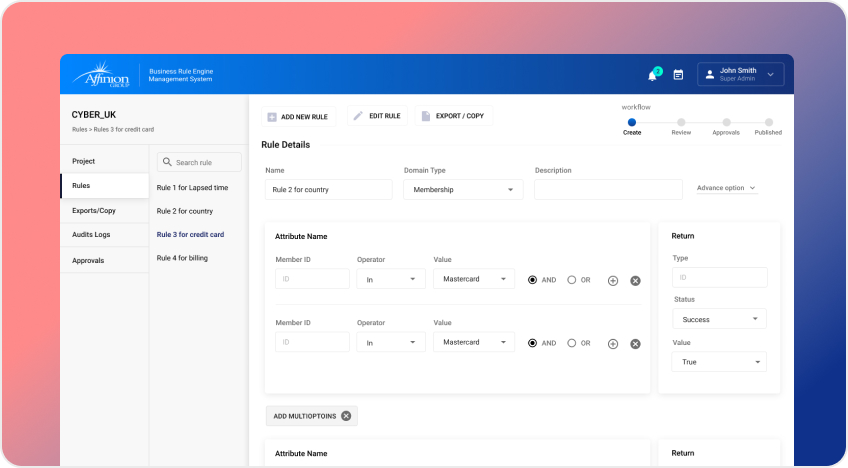 Affinion
GROUP
Business Rule Engine
Management System
2
John Smith
Super Admin
CYBER_UK
Rules > Rules 3 for credit card
Project
Rules
Exports/Copy
Audits Logs
Approvals
Search rule
Rule 1 for Lapsed time
Rule 2 for country
Rule 3 for credit card
Rule 4 for billing
ADD NEW RULE
EDIT RULE
EXPORT / COPY
workflow
Create
Review
Approvals
Published
Rule Details
Name
Domain Type
Description
Rule 2 for country
Membership
Advance option
Attribute Name
Member ID
Operator
Value
ID
In
Mastercard
AND
OR
Member ID
Operator
Value
ID
In
Mastercard
AND
OR
Return
Type
ID
Status
Success
Value
True
ADD MULTIOPTOINS
Attribute Name
Return